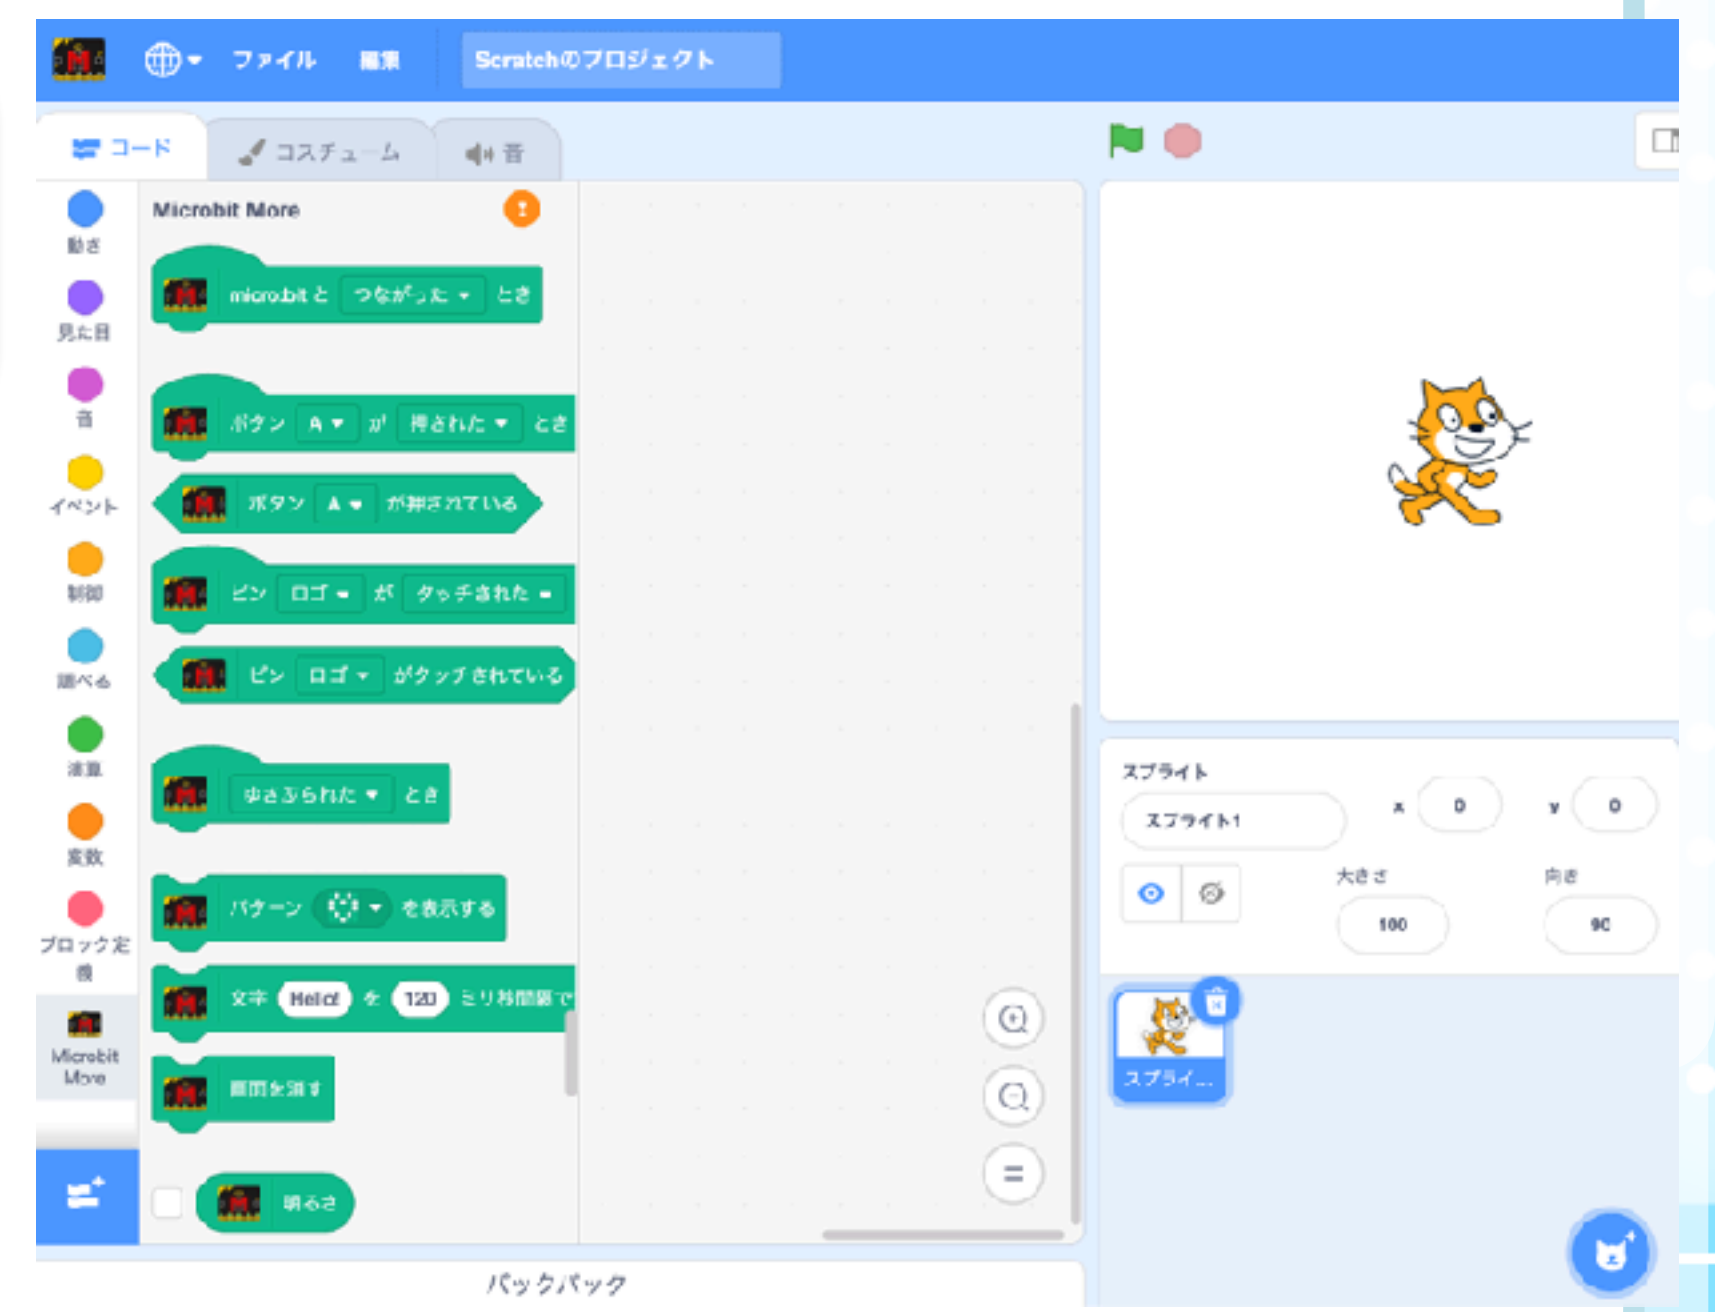 ファイル 編集 Scratchのプロジェクト
コード コスチューム 音
動き
見た目
音
イベント
制御
調べる
演算
変数
ブロック定
義
Microbit
More
Microbit More
micro:bit と つながった とき
ボタン A が 押された とき
ボタン A が押されている
ピン ロゴ が タッチされた
ピン ロゴ がタッチされている
ゆさぶられた とき
パターン を表示する
文字 Hello! を 120 ミリ秒間隔で
画面を消す
明るさ
バックパック
スプライト
スプライト1
x 0 y 0
大きさ 向き
100 90
スプライ...